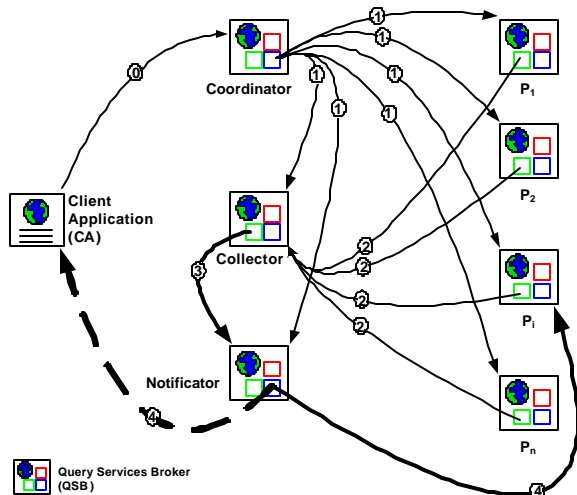 1
0
1
Coordinator
P1
1
1
1
1
P2
Client
Application
(CA)
2
Collector
2
3
2
Pi
2
Notificator
Pn
4
4
Query Services Broker
(QSB)